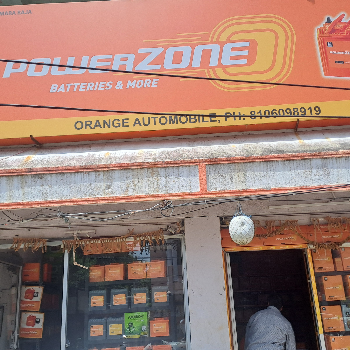 POWERZONE
BATTERIES & MORE
ORANGE AUTOMOBILE, PH: 8106098919